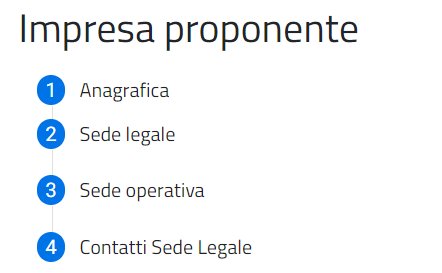 Impresa proponente
1 Anagrafica
2 Sede legale
3 Sede operativa
4 Contatti Sede Legale